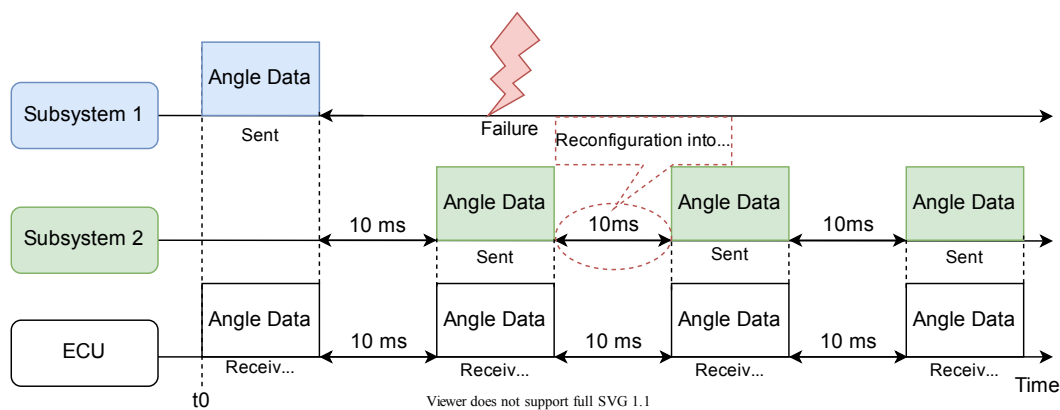 Angle Data
Subsystem 1
Sent
Failure
Reconfiguration into...
Angle Data
Angle Data
Angle Data
Subsystem 2
10 ms
10ms
10ms
Sent
Sent
Sent
Angle Data
Angle Data
Angle Data
Angle Data
ECU
10 ms
10 ms
10 ms
Receiv...
Receiv...
Receiv...
Receiv...
Time
t0
Viewer does not support full SVG 1.1